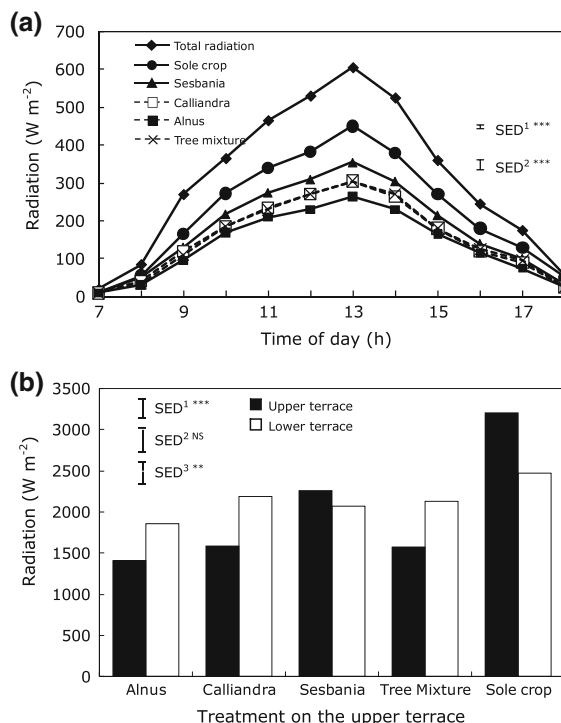 (a)
700
600
500
400
300
200
100
0
Radiation (W m-2)
Total radiation
Sole crop
Sesbania
Calliandra
Alnus
Tree mixture
SED1 ***
SED2 ***
7 9 11 13 15 17
Time of day (h)
(b)
3500
3000
2500
2000
1500
1000
500
0
Radiation (W m-2)
SED1 ***
SED2 NS
SED3 **
Upper terrace
Lower terrace
Alnus Calliandra Sesbania Tree Mixture Sole crop
Treatment on the upper terrace